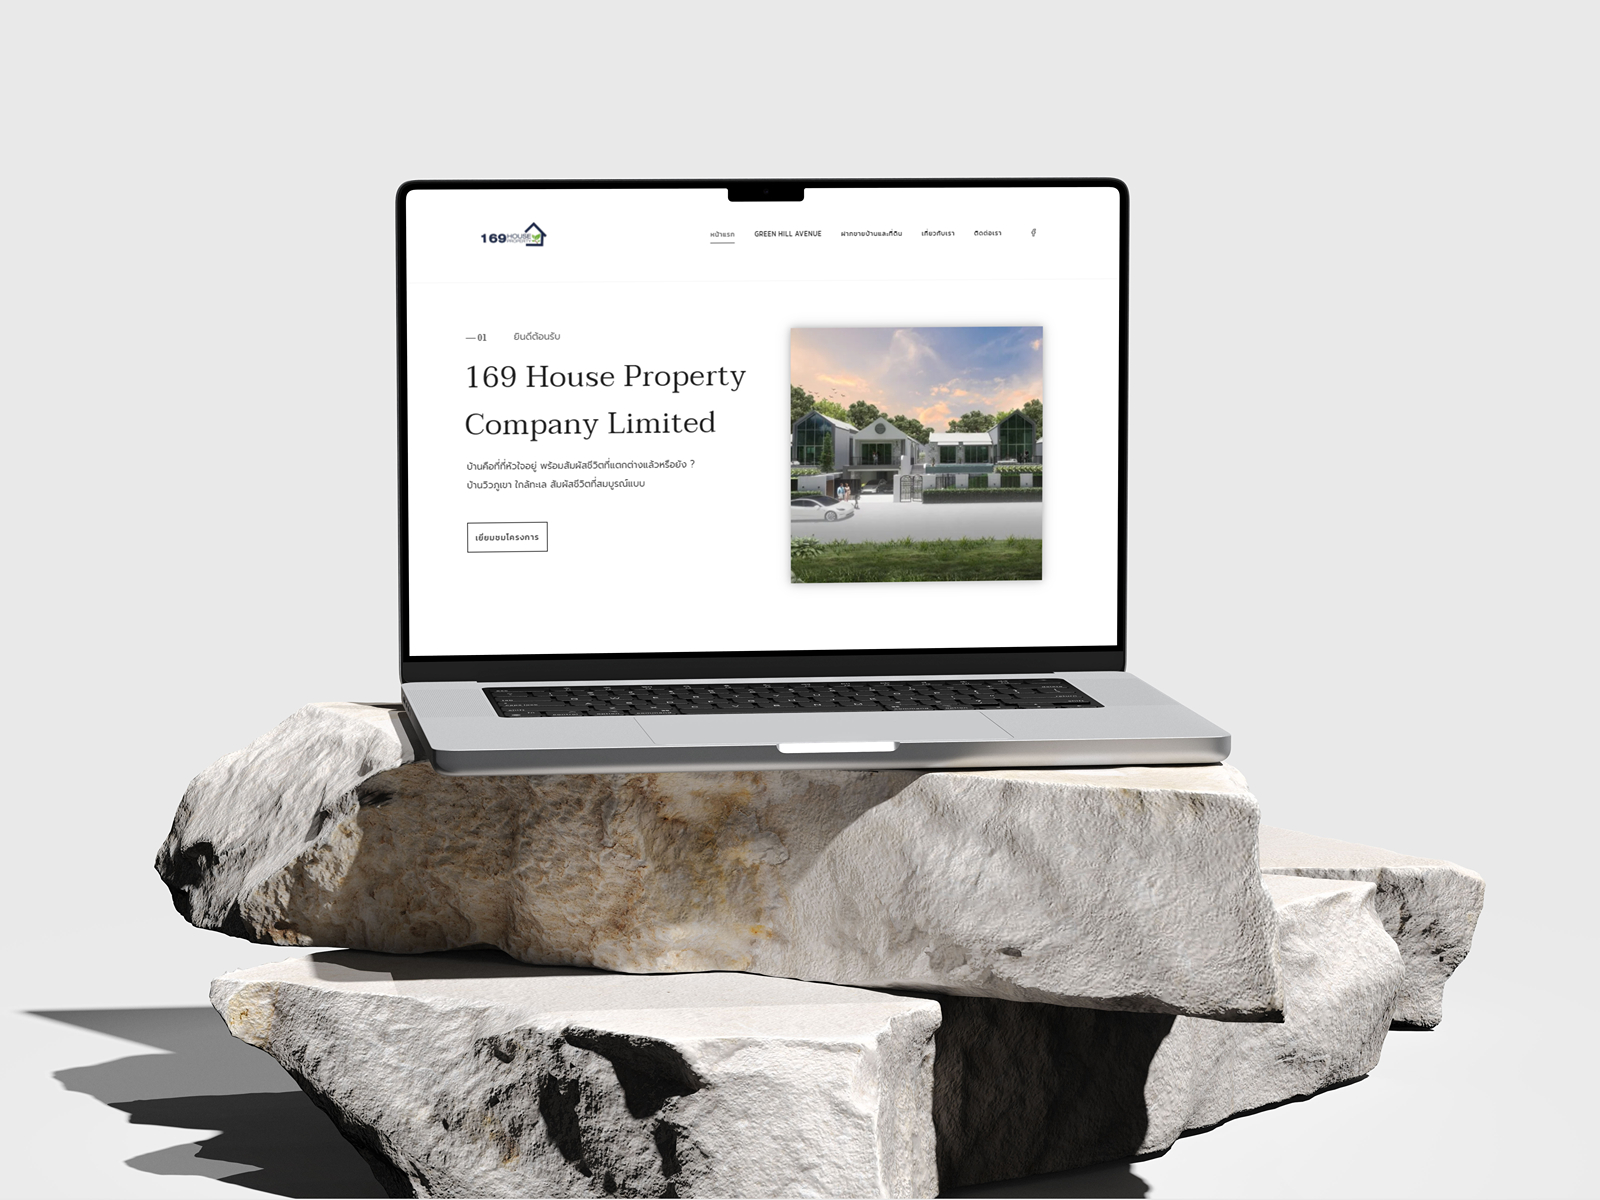 169 HOUSE
PROPERTY
หน้าแรก GREEN HILL AVENUE ฝากขายบ้านและที่ดิน เกี่ยวกับเรา ติดต่อเรา
—01 ยินดีต้อนรับ
169 House Property
Company Limited
บ้านคือที่ที่หัวใจอยู่ พร้อมสัมผัสชีวิตที่แตกต่างแล้วหรือยัง ?
บ้านวิวภูเขา ใกล้ทะเล สัมผัสชีวิตที่สมบูรณ์แบบ
เยี่ยมชมโครงการ